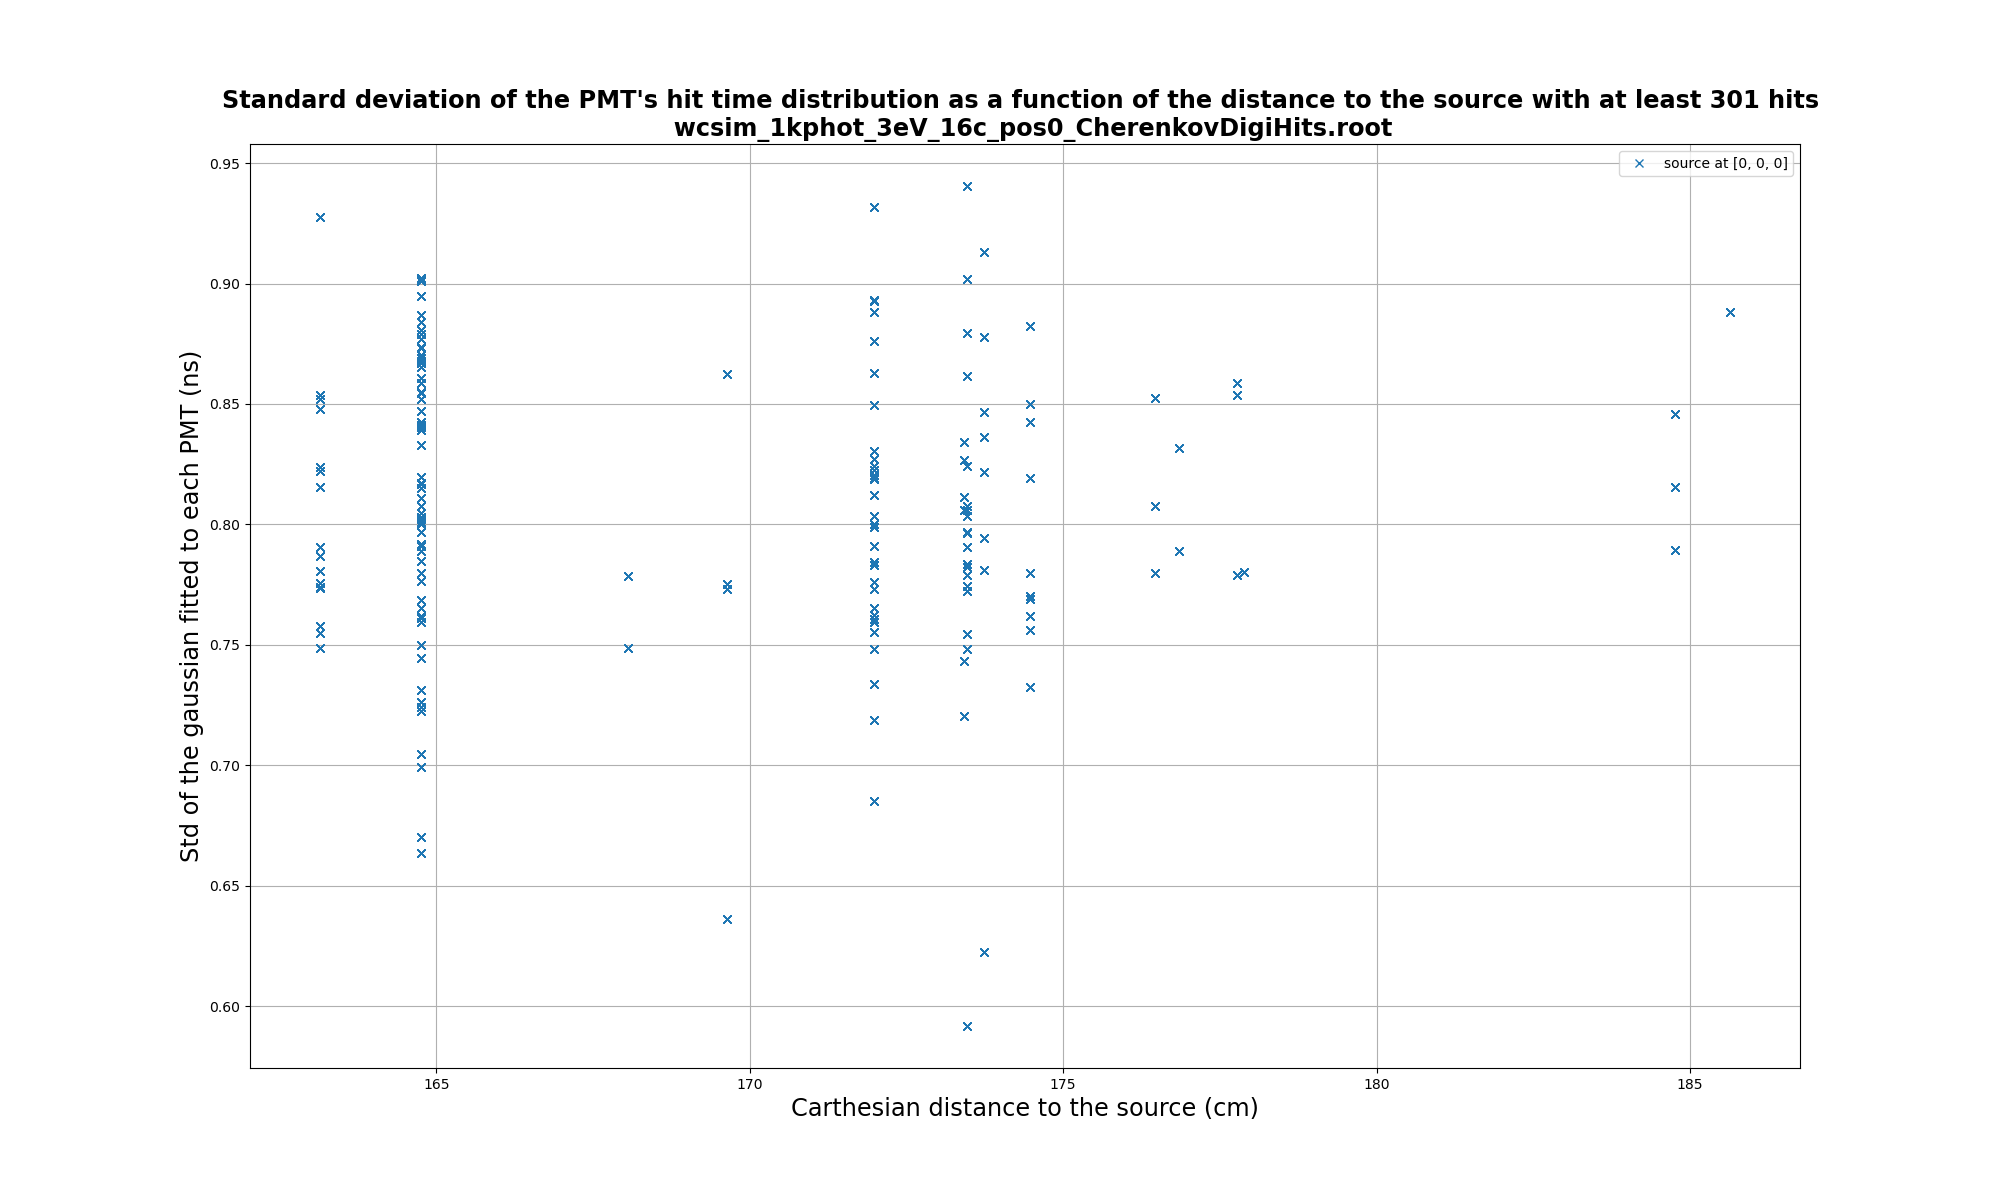 Standard deviation of the PMT's hit time distribution as a function of the distance to the source with at least 301 hits
wcsim_1kphot_3eV_16c_pos0_CherenkovDigiHits.root
source at [0, 0, 0]
Std of the gaussian fitted to each PMT (ns)
0.95
0.90
0.85
0.80
0.75
0.70
0.65
0.60
165
170
175
180
185
Carthesian distance to the source (cm)